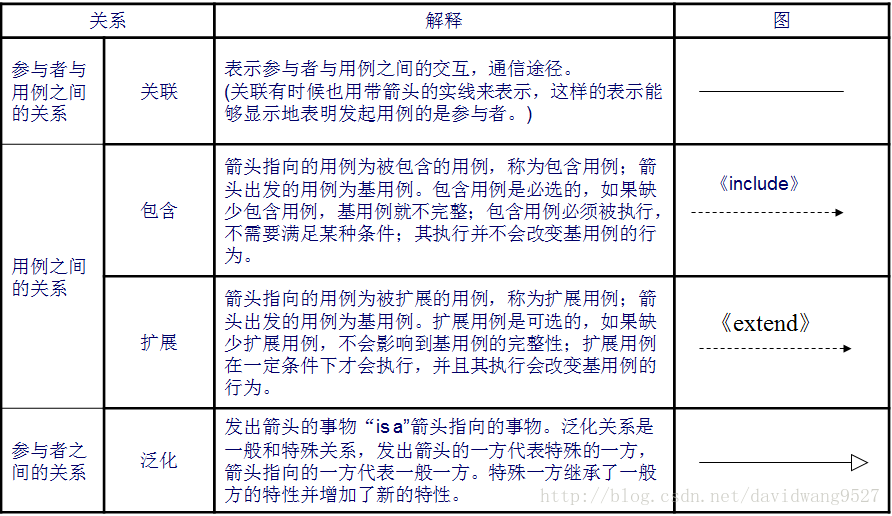 关系 解释 图
参与者与
用例之间
的关系
关联
表示参与者与用例之间的交互，通信途径。
(关联有时候也用带箭头的实线来表示，这样的表示能
够显示地表明发起用例的是参与者。)
用例之间
的关系
包含
箭头指向的用例为被包含的用例，称为包含用例；箭
头出发的用例为基用例。包含用例是必选的，如果缺
少包含用例，基用例就不完整；包含用例必须被执行，
不需要满足某种条件；其执行并不会改变基用例的行
为。
《include》
扩展
箭头指向的用例为被扩展的用例，称为扩展用例；箭
头出发的用例为基用例。扩展用例是可选的，如果缺
少扩展用例，不会影响到基用例的完整性；扩展用例
在一定条件下才会执行，并且其执行会改变基用例的
行为。
《extend》
参与者之
间的关系
泛化
发出箭头的事物“is a”箭头指向的事物。泛化关系是
一般和特殊关系，发出箭头的一方代表特殊的一方，
箭头指向的一方代表一般一方。特殊一方继承了一般
方的特性并增加了新的特性。
http://blog.csdn.net/davidwang9527